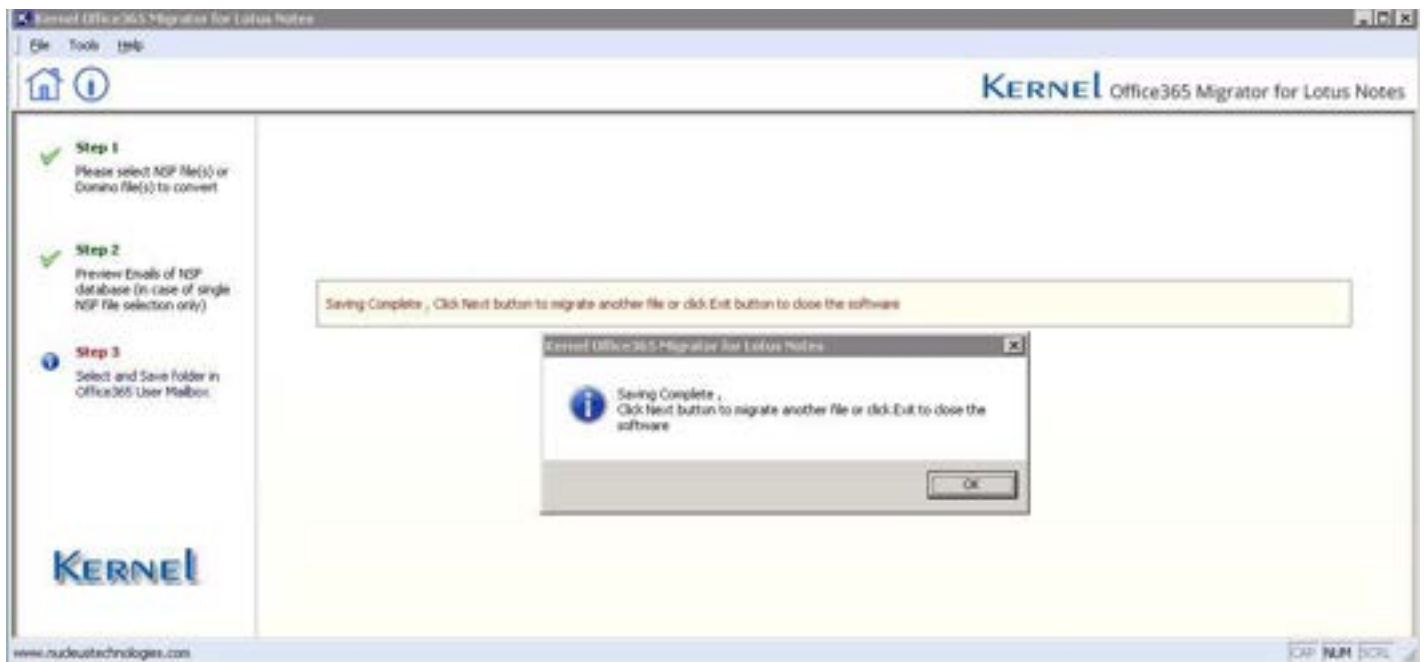 Kernel Office365 Migrator for Lotus Notes
File Tools Help
KERNEL Office365 Migrator for Lotus Notes
Step 1
Please select NSF file(s) or
Domino file(s) to convert
Step 2
Preview Emails of NSF
database (in case of single
NSF file selection only)
Saving Complete , Click Next button to migrate another file or click Exit button to close the software
Step 3
Select and Save folder in
Office365 User Mailbox
Kernel Office365 Migrator for Lotus Notes
Saving Complete ,
Click Next button to migrate another file or click Exit to close the
software
OK
KERNEL
www.nucleustechnologies.com
CAP NUM SCRL